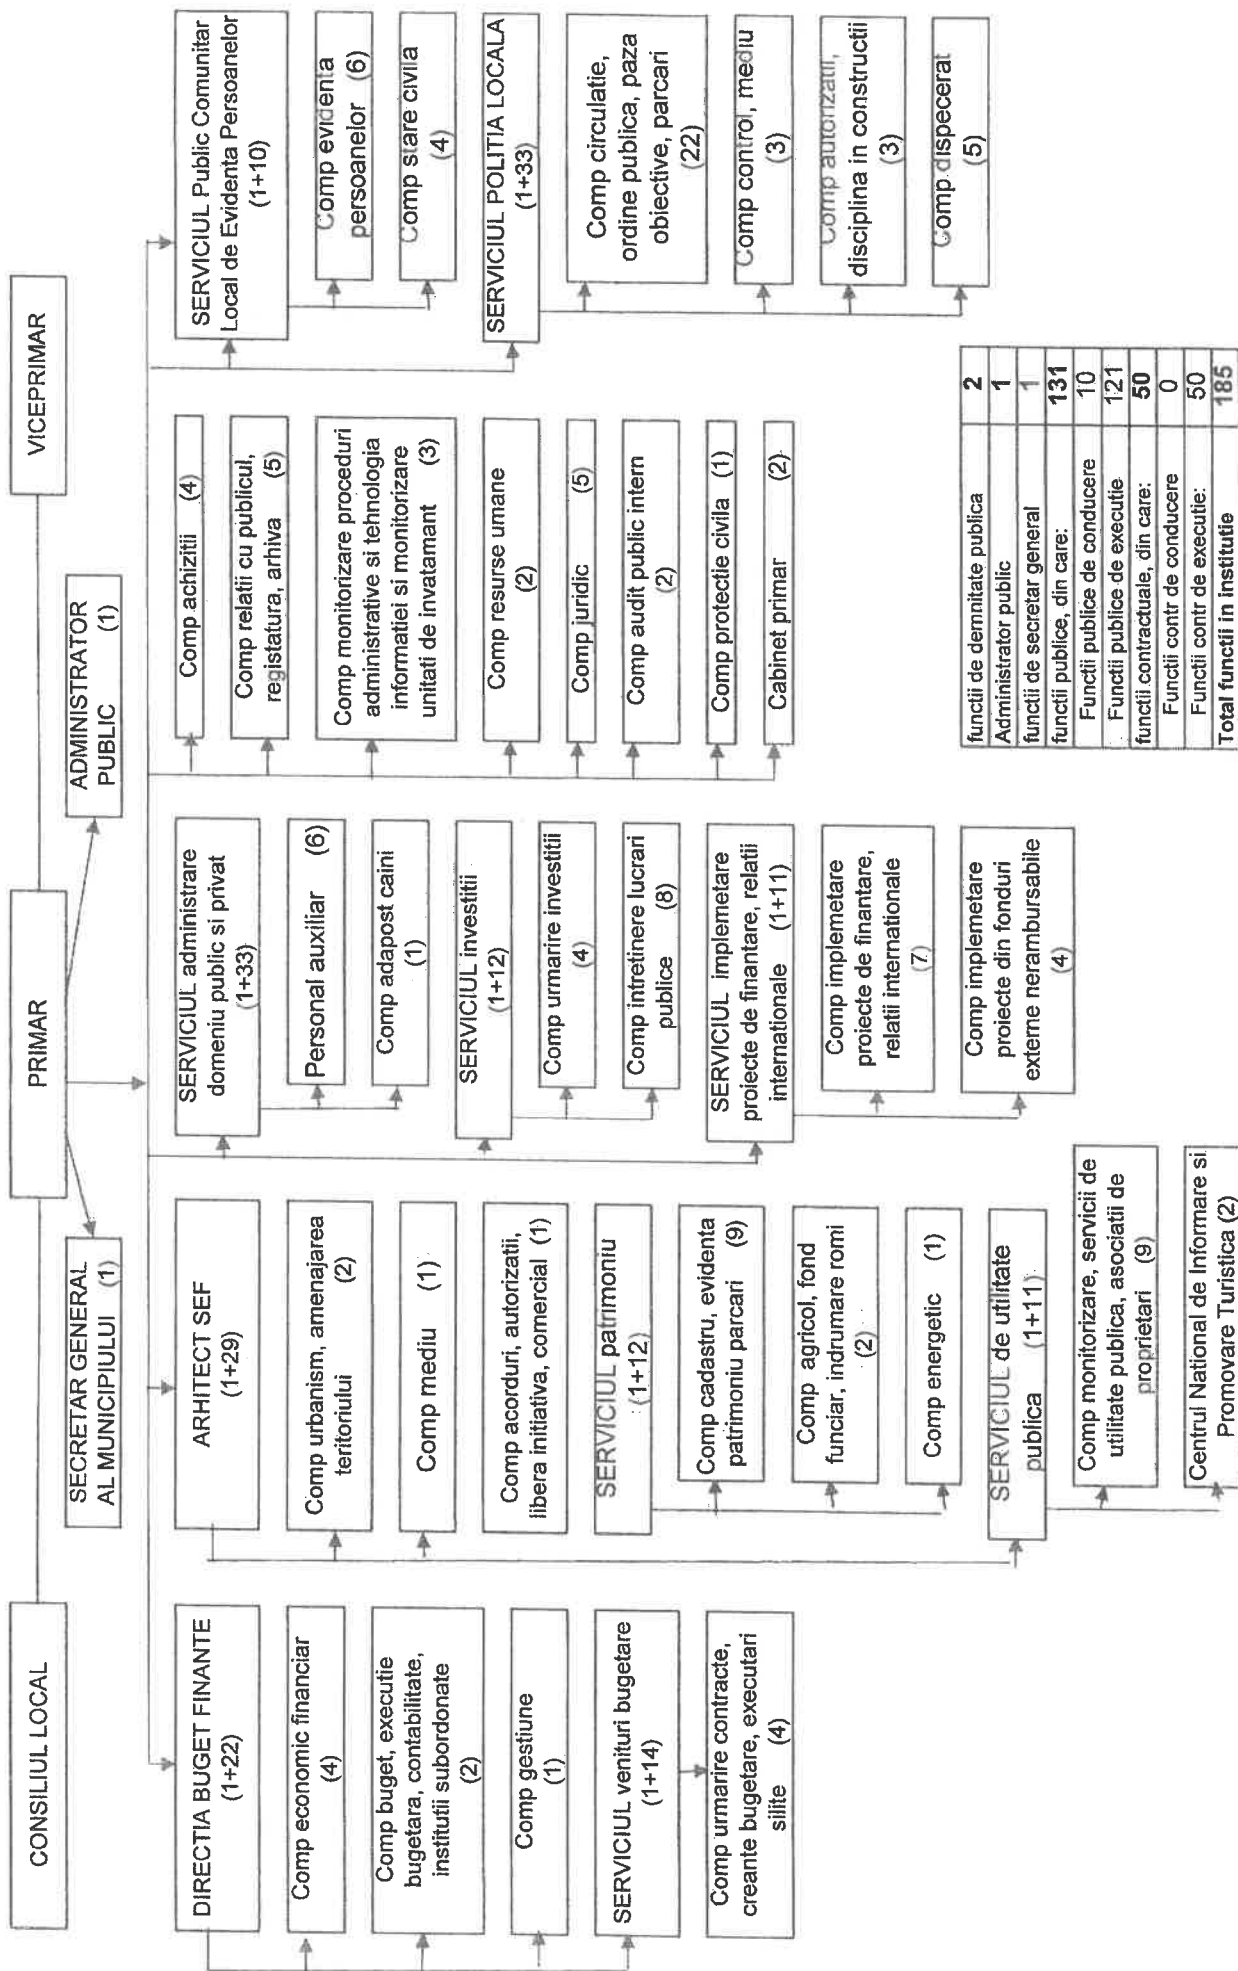 CONSILIUL LOCAL
PRIMAR
VICEPRIMAR
SECRETAR GENERAL
AL MUNICIPIULUI (1)
ADMINISTRATOR
PUBLIC (1)
DIRECTIA BUGET FINANTE
(1+22)
Comp economic financiar
(4)
Comp buget, executie
bugetara, contabilitate,
institutii subordonate
(2)
Comp gestiune
(1)
SERVICIUL venituri bugetare
(1+14)
Comp urmarire contracte,
creante bugetare, executari
silite (4)
ARHITECT SEF
(1+29)
Comp urbanism, amenajarea
teritoriului (2)
Comp mediu (1)
Comp acorduri, autorizatii,
libera initiativa, comercial (1)
SERVICIUL patrimoniu
(1+12)
Comp cadastru, evidenta
patrimoniu parcari (9)
Comp agricol, fond
funciar, indrumare romi
(2)
Comp energetic (1)
SERVICIUL de utilitate
publica (1+11)
Comp monitorizare, servicii de
utilitate publica, asociatii de
proprietari (9)
Centrul National de Informare si
Promovare Turistica (2)
SERVICIUL administrare
domeniu public si privat
(1+33)
Personal auxiliar (6)
Comp adapost caini
(1)
SERVICIUL investitii
(1+12)
Comp urmarire investitii
(4)
Comp intretinere lucrari
publice (8)
SERVICIUL implemetare
proiecte de finantare, relatii
internationale (1+11)
Comp implemetare
proiecte de finantare,
relatii internationale
(7)
Comp implemetare
proiecte din fonduri
externe nerambursabile
(4)
Comp achizitii (4)
Comp relatii cu publicul,
registatura, arhiva (5)
Comp monitorizare proceduri
administrative si tehnologia
informatiei si monitorizare
unitati de invatamant (3)
Comp resurse umane
(2)
Comp juridic (5)
Comp audit public intern
(2)
Comp protectie civila (1)
Cabinet primar (2)
SERVICIUL Public Comunitar
Local de Evidenta Persoanelor
(1+10)
Comp evidenta
persoanelor (6)
Comp stare civila
(4)
SERVICIUL POLITIA LOCALA
(1+33)
Comp circulatie,
ordine publica, paza
obiective, parcari
(22)
Comp control, mediu
(3)
Comp autorizatii,
disciplina in constructii
(3)
Comp dispecerat
(5)
functii de demnitate publica 2
Administrator public 1
functii de secretar general 1
functii publice, din care: 131
Functii publice de conducere 10
Functii publice de executie 121
functii contractuale, din care: 50
Functii contr de conducere 0
Functii contr de executie: 50
Total functii in institutie 185